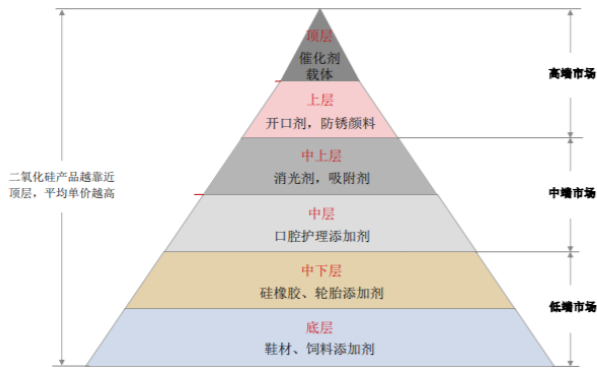 顶层
催化剂
载体
高端市场
上层
开口剂，防锈颜料
中上层
消光剂，吸附剂
二氧化硅产品越靠近
顶层，平均单价越高
中端市场
中层
口腔护理添加剂
中下层
硅橡胶、轮胎添加剂
低端市场
底层
鞋材、饲料添加剂